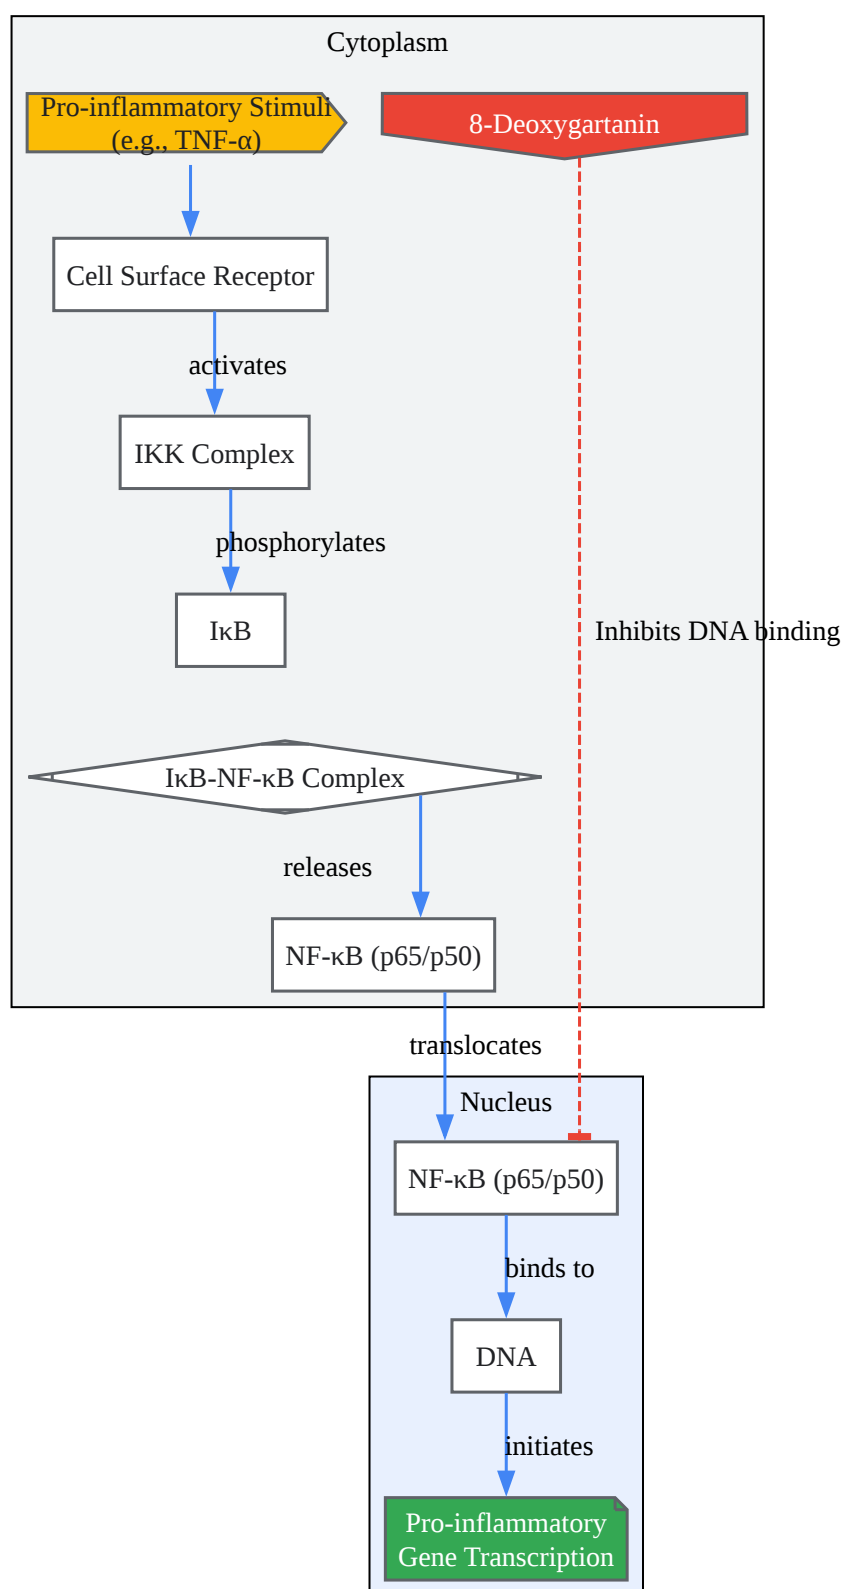 Cytoplasm
Pro-inflammatory Stimuli
(e.g., TNF-α)
8-Deoxygartanin
Cell Surface Receptor
activates
IKK Complex
phosphorylates
IκB
Inhibits DNA binding
IκB-NF-κB Complex
releases
NF-κB (p65/p50)
translocates
Nucleus
NF-κB (p65/p50)
binds to
DNA
initiates
Pro-inflammatory
Gene Transcription